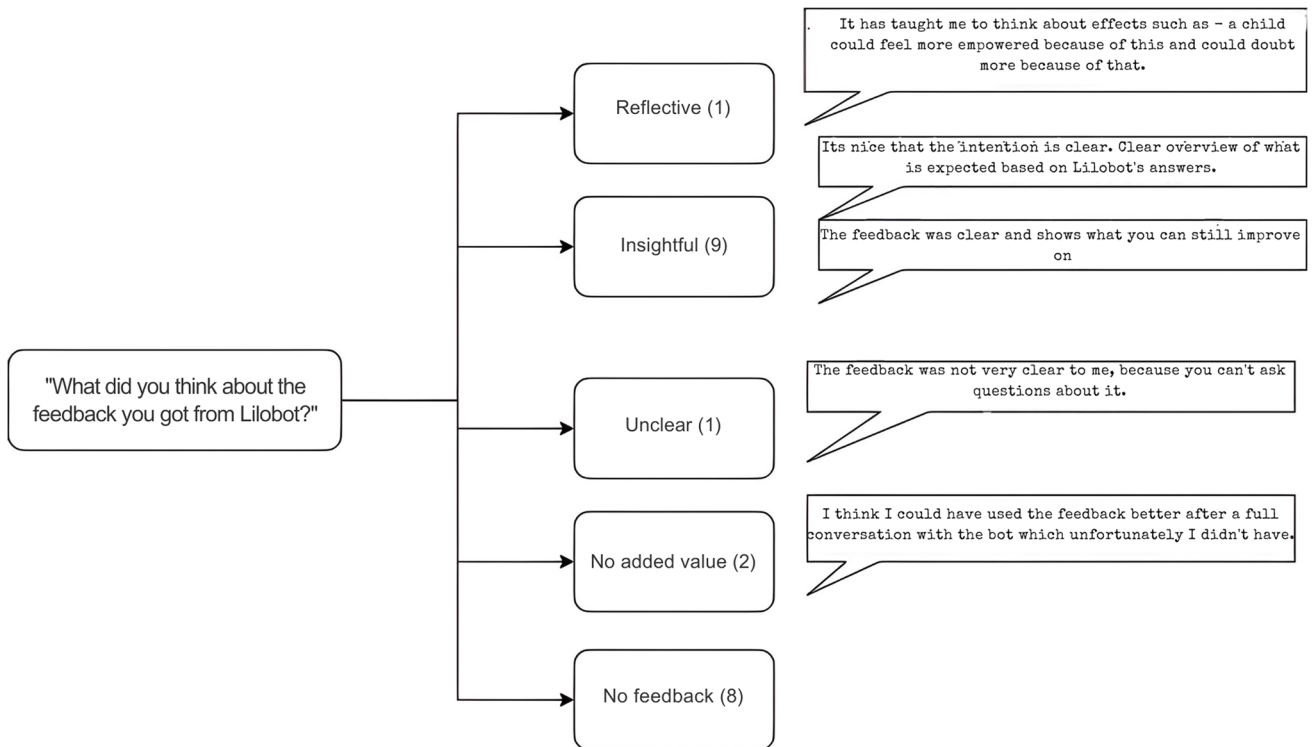 "What did you think about the
feedback you got from Lilobot?"
Reflective (1)
It has taught me to think about effects such as - a child
could feel more empowered because of this and could doubt
more because of that.
Insightful (9)
Its nice that the intention is clear. Clear overview of what
is expected based on Lilobot's answers.
The feedback was clear and shows what you can still improve
on
Unclear (1)
The feedback was not very clear to me, because you can't ask
questions about it.
No added value (2)
I think I could have used the feedback better after a full
conversation with the bot which unfortunately I didn't have.
No feedback (8)